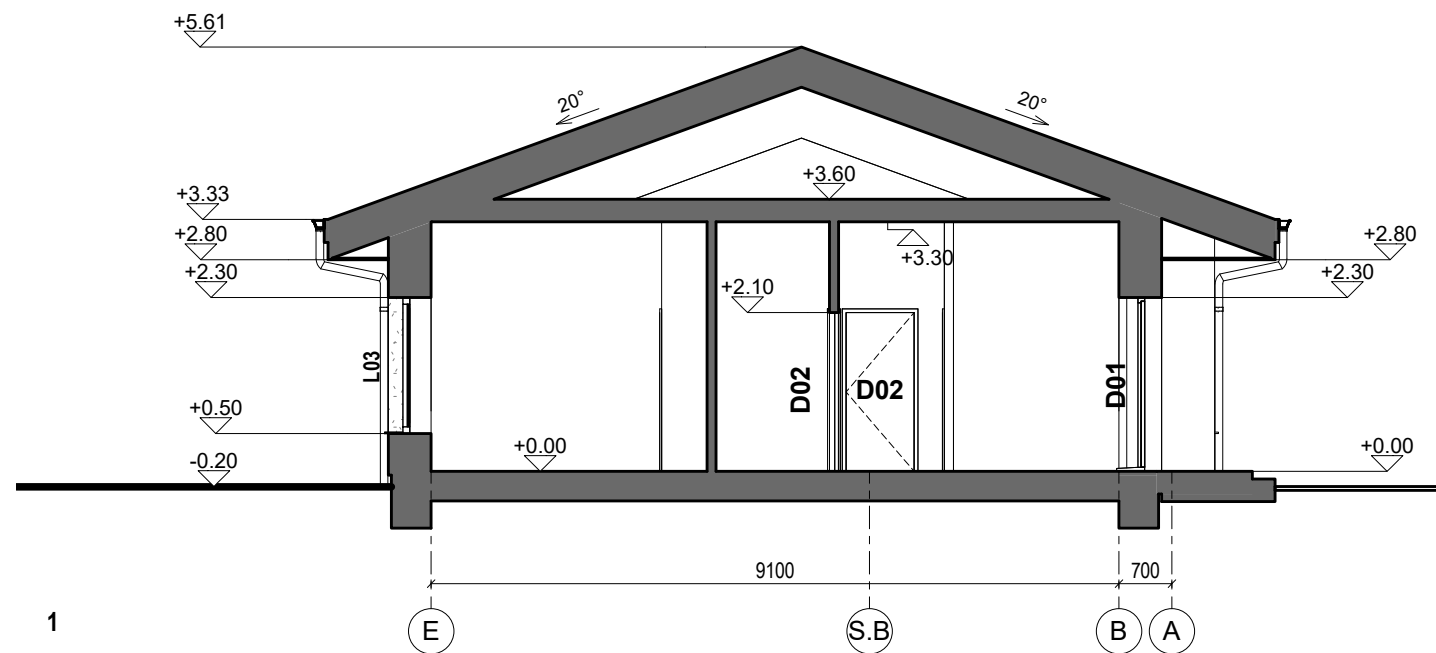 +5.61
20°
20°
+3.33
+3.60
+2.80
+3.30
+2.80
+2.30
+2.10
+2.30
L03
D02
D02
D01
+0.50
+0.00
-0.20
+0.00
9100
700
1
E
S.B
B
A